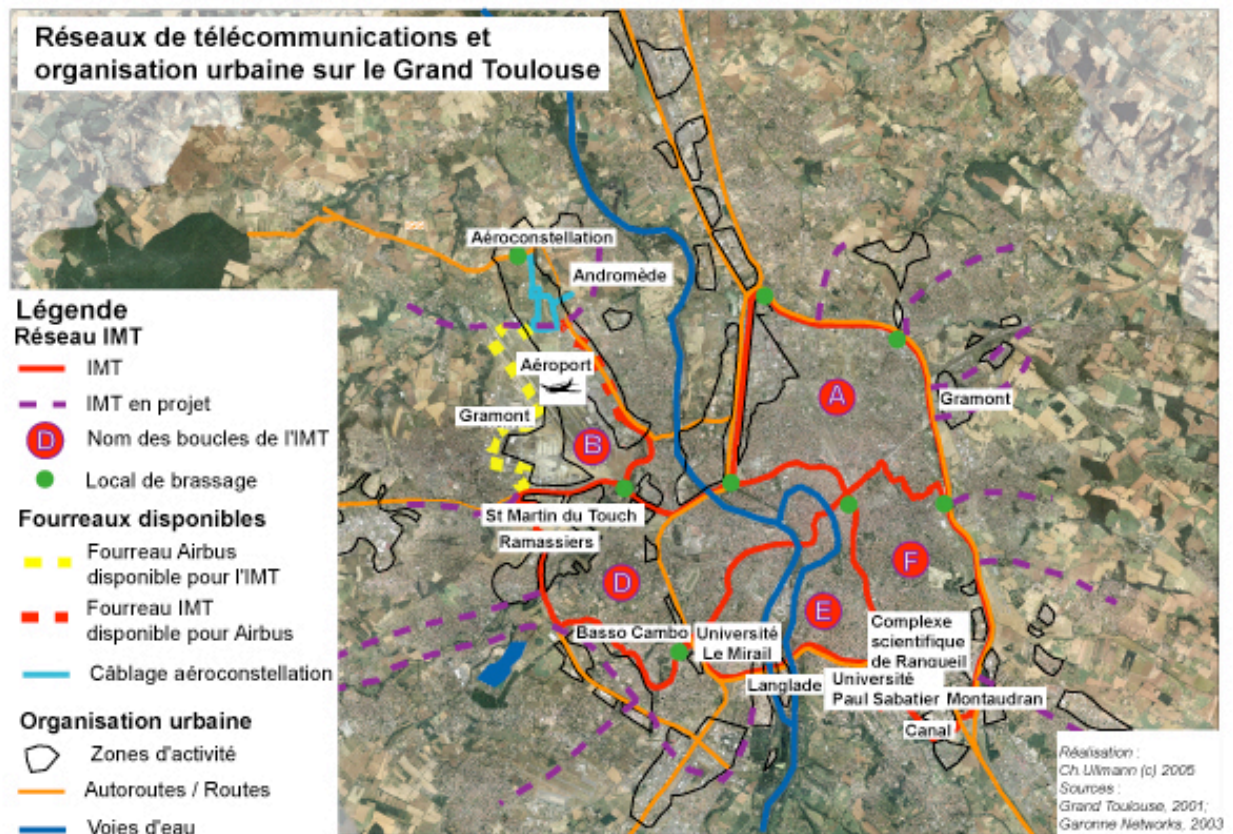 Réseaux de télécommunications et
organisation urbaine sur le Grand Toulouse
Aéroconstellation
Andromède
Aéroport
Gramont
Gramont
A
B
St Martin du Touch
Ramassiers
D
F
E
Basso Cambo
Université
Le Mirail
Complexe
scientifique
de Rangueil
Langlade
Université
Paul Sabatier
Montaudran
Canal
Légende
Réseau IMT
IMT
IMT en projet
D
Nom des boucles de l'IMT
Local de brassage
Fourreaux disponibles
Fourreau Airbus
disponible pour l'IMT
Fourreau IMT
disponible pour Airbus
Câblage aéroconstellation
Organisation urbaine
Zones d'activité
Autoroutes / Routes
Voies d'eau
Réalisation :
Ch.Ullmann (c) 2005
Sources :
Grand Toulouse, 2001;
Garonne Networks, 2003